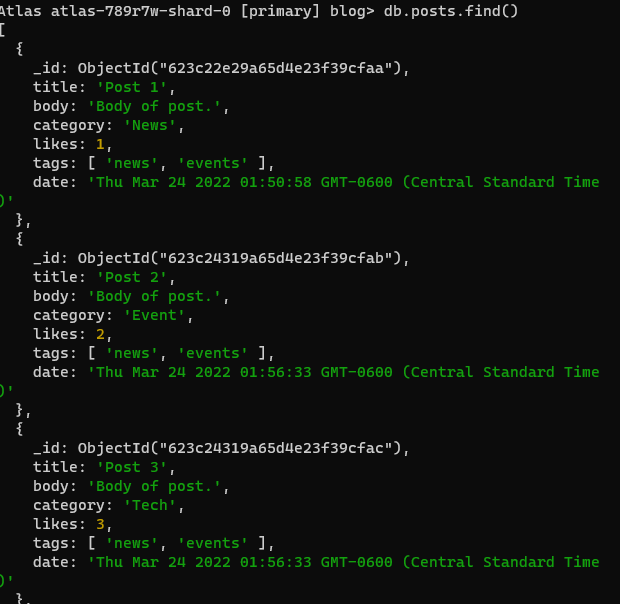 Atlas atlas-789r7w-shard-0 [primary] blog> db.posts.find()
[
  {
    _id: ObjectId("623c22e29a65d4e23f39cfaa"),
    title: 'Post 1',
    body: 'Body of post.',
    category: 'News',
    likes: 1,
    tags: [ 'news', 'events' ],
    date: 'Thu Mar 24 2022 01:50:58 GMT-0600 (Central Standard Time
)'
  },
  {
    _id: ObjectId("623c24319a65d4e23f39cfab"),
    title: 'Post 2',
    body: 'Body of post.',
    category: 'Event',
    likes: 2,
    tags: [ 'news', 'events' ],
    date: 'Thu Mar 24 2022 01:56:33 GMT-0600 (Central Standard Time
)'
  },
  {
    _id: ObjectId("623c24319a65d4e23f39cfac"),
    title: 'Post 3',
    body: 'Body of post.',
    category: 'Tech',
    likes: 3,
    tags: [ 'news', 'events' ],
    date: 'Thu Mar 24 2022 01:56:33 GMT-0600 (Central Standard Time
)'
  },